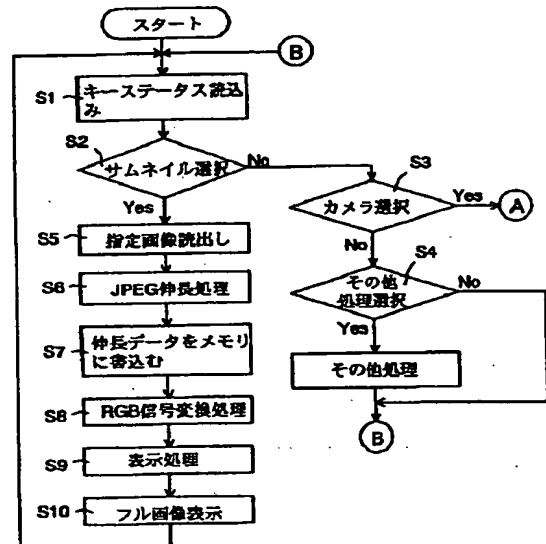 スタート
B
S1
キーステータス読込
み
S2
サムネイル選択
No
Yes
S3
カメラ選択
Yes
A
No
S4
その他
処理選択
No
Yes
その他処理
B
S5
指定画像読出し
S6
JPEG伸長処理
S7
伸長データをメモリ
に書込む
S8
RGB信号変換処理
S9
表示処理
S10
フル画像表示